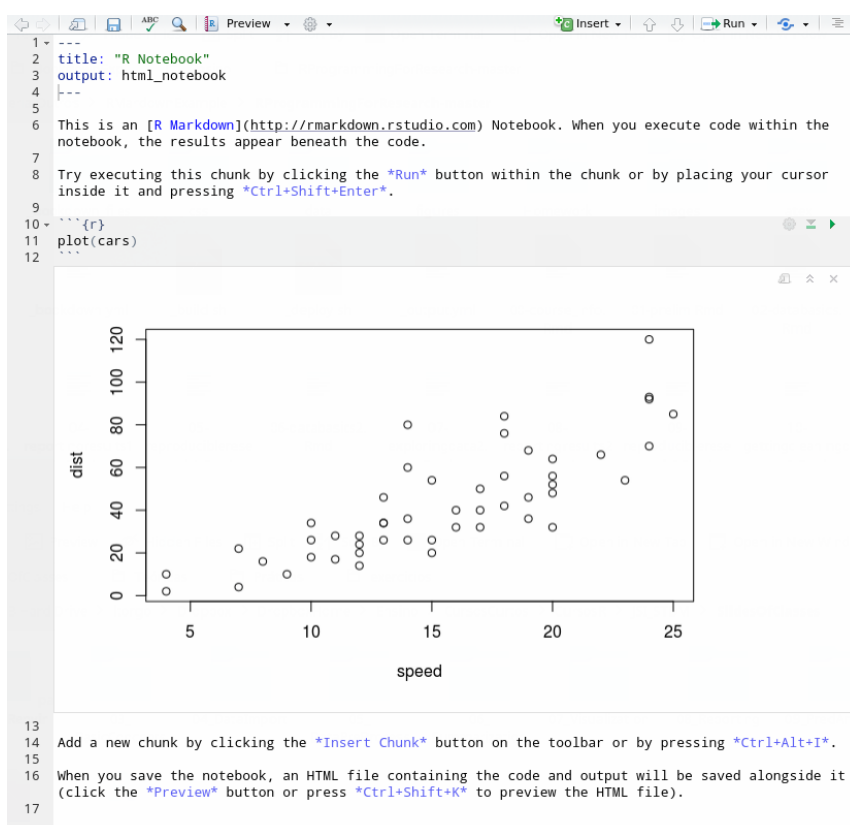 ABC R Preview Insert Run
1 ---
2 title: "R Notebook"
3 output: html_notebook
4 ---
5
6 This is an [R Markdown](http://rmarkdown.rstudio.com) Notebook. When you execute code within the
notebook, the results appear beneath the code.
7
8 Try executing this chunk by clicking the *Run* button within the chunk or by placing your cursor
inside it and pressing *Ctrl+Shift+Enter*.
9
10 ```{r}
11 plot(cars)
12 ```
120
100
80
60
40
20
0
dist
5 10 15 20 25
speed
13
14 Add a new chunk by clicking the *Insert Chunk* button on the toolbar or by pressing *Ctrl+Alt+I*.
15
16 When you save the notebook, an HTML file containing the code and output will be saved alongside it
(click the *Preview* button or press *Ctrl+Shift+K* to preview the HTML file).
17